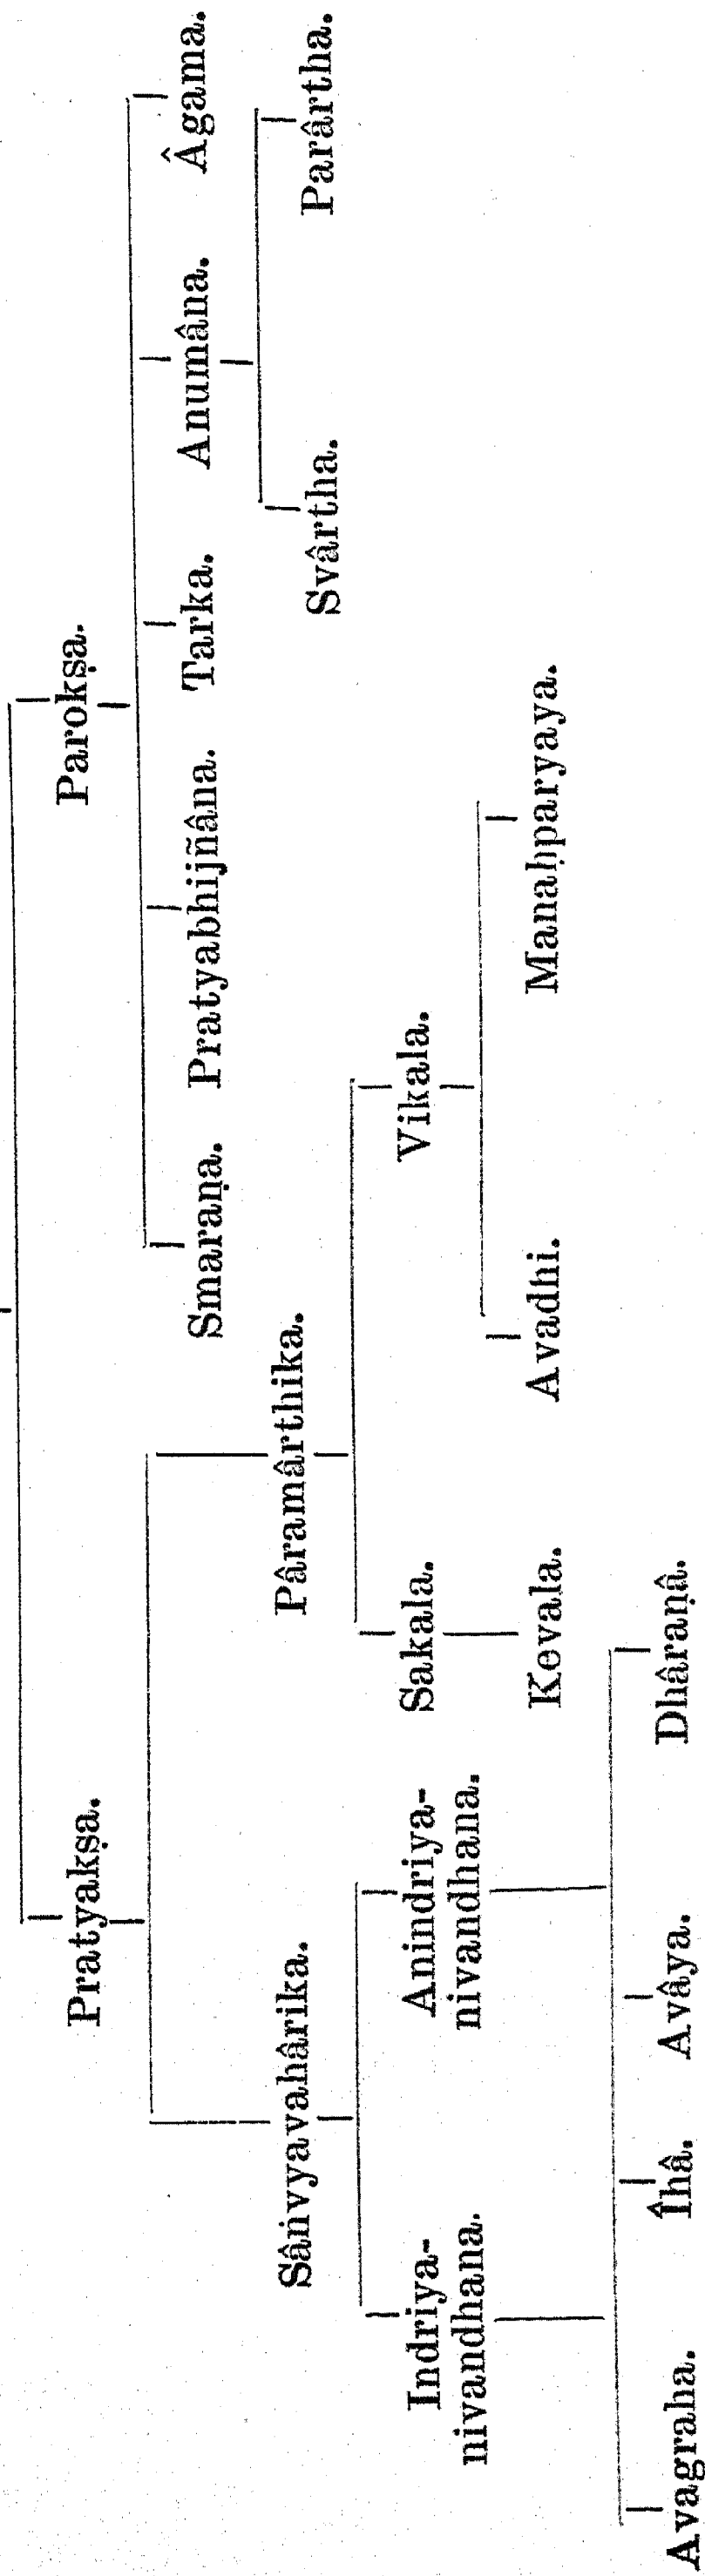 Pratyakṣa.
Parokṣa.
Sâṅvyavahârika.
Pâramârthika.
Smaraṇa.
Pratyabhijñâna.
Tarka.
Anumâna.
Âgama.
Indriya-
nivandhana.
Anindriya-
nivandhana.
Sakala.
Vikala.
Svârtha.
Parârtha.
Kevala.
Avadhi.
Manaḥparyaya.
Avagraha.
Îhâ.
Avâya.
Dhâraṇâ.